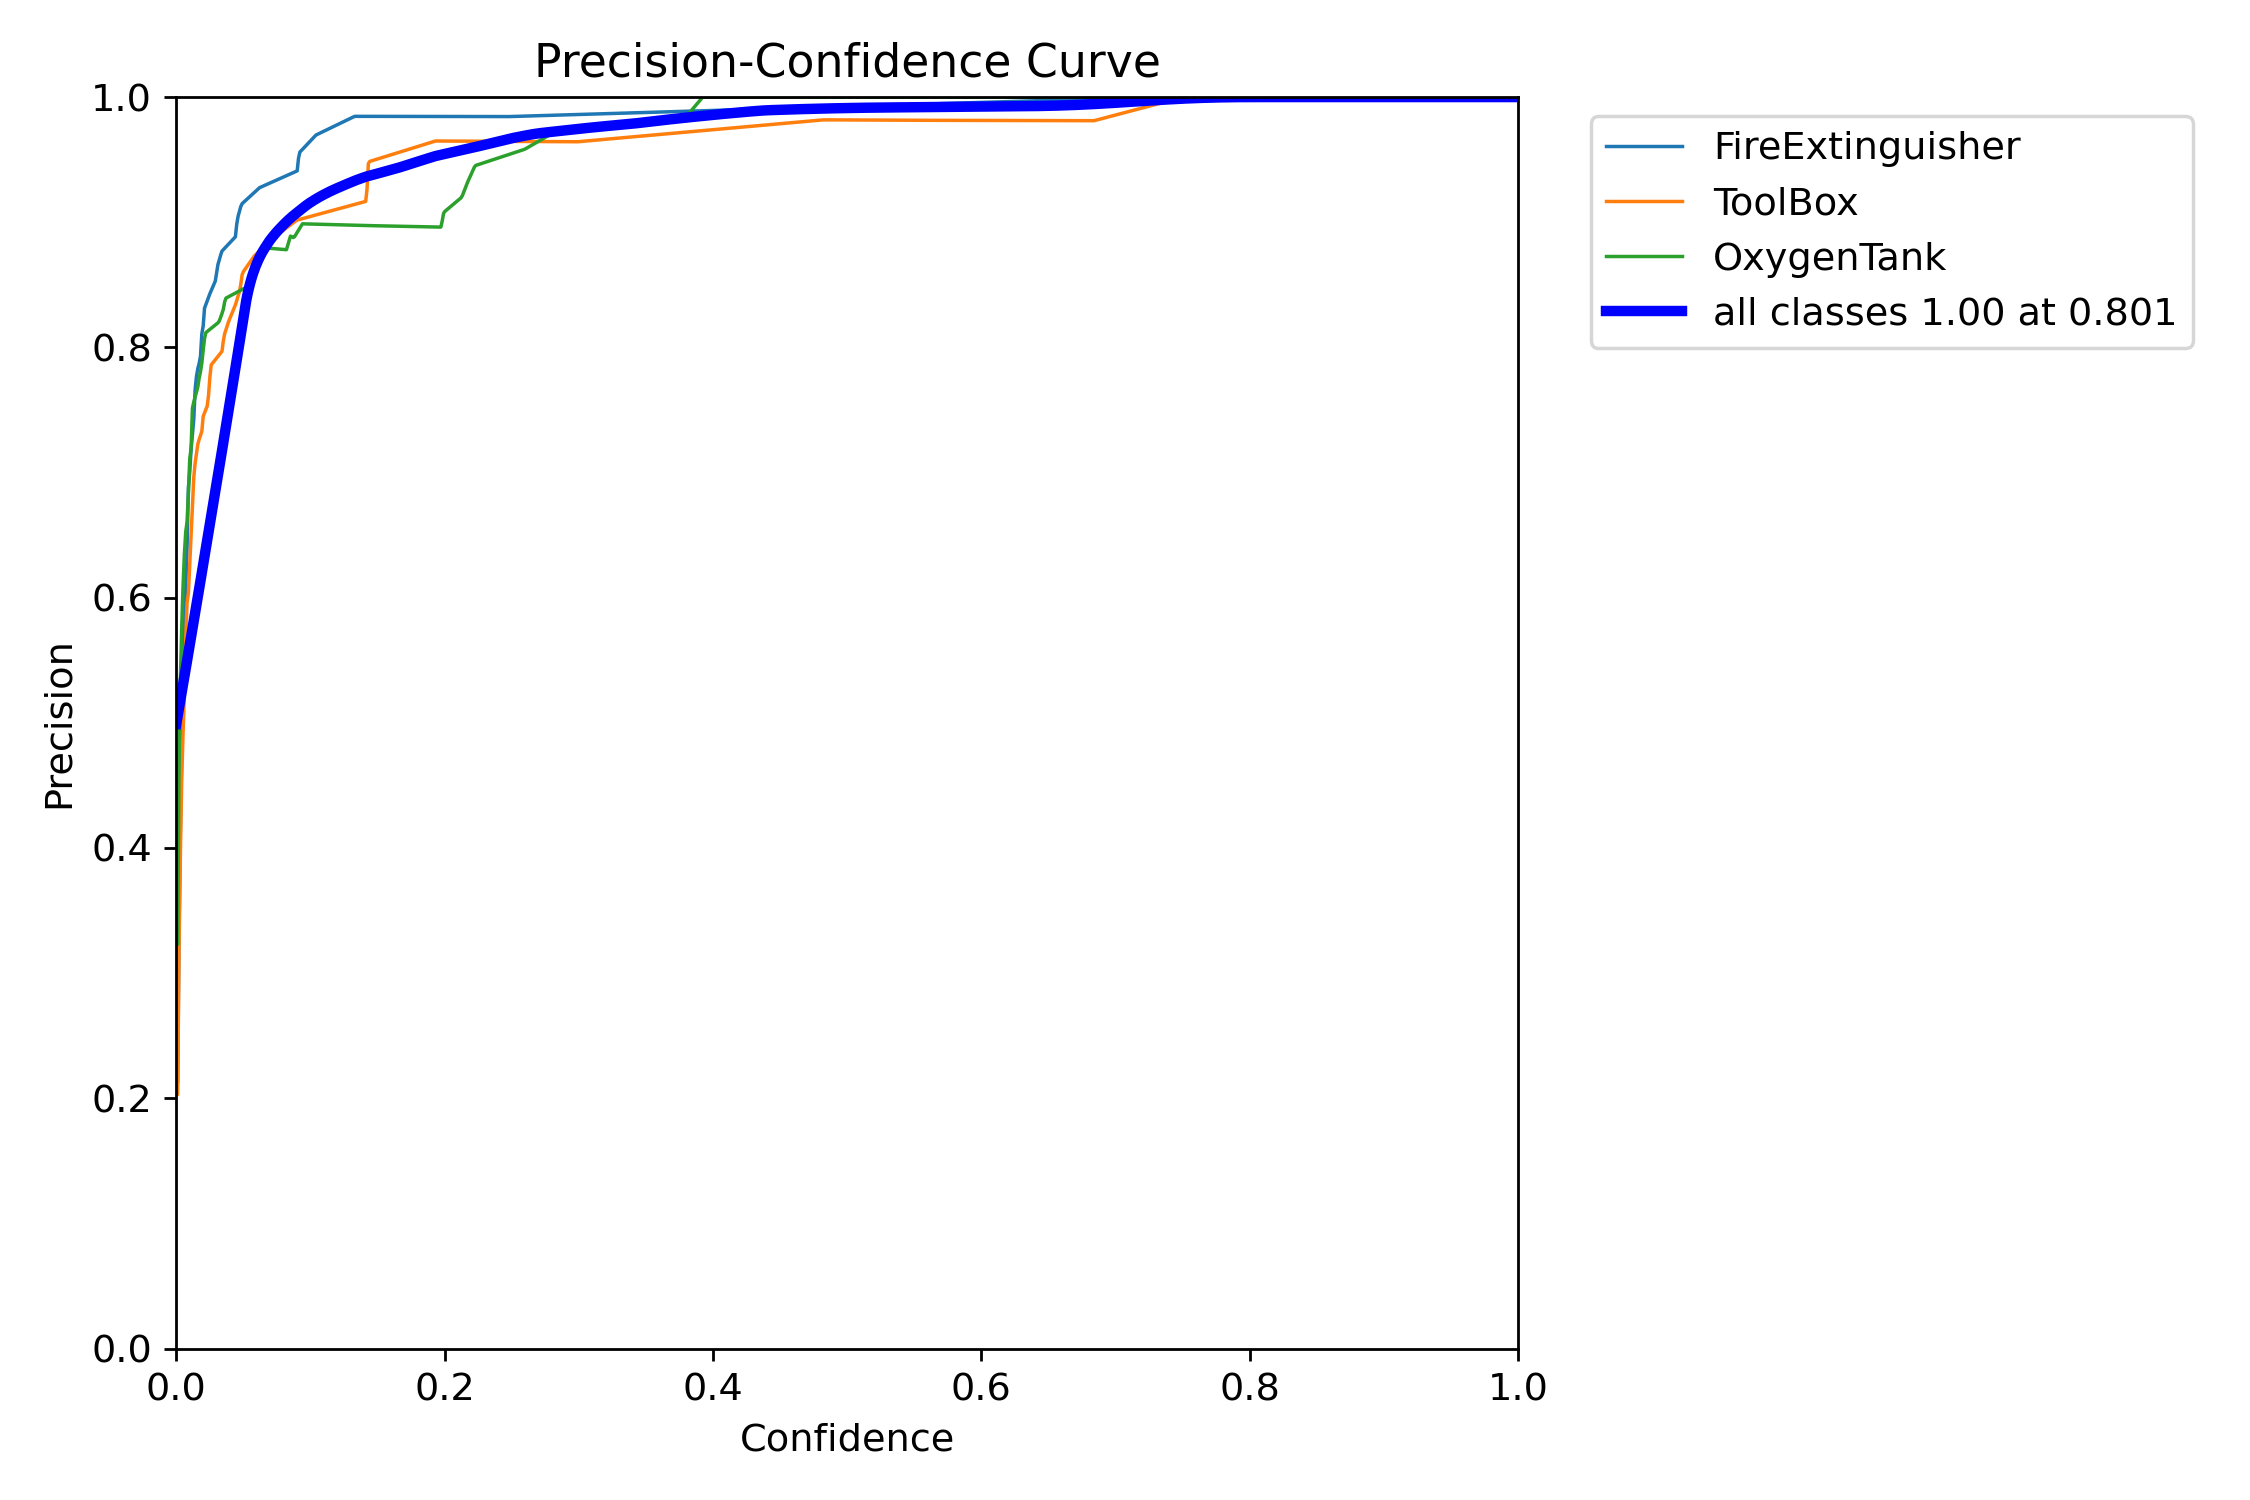 Precision-Confidence Curve
1.0
0.8
0.6
0.4
0.2
0.0
Precision
0.0 0.2 0.4 0.6 0.8 1.0
Confidence
FireExtinguisher
ToolBox
OxygenTank
all classes 1.00 at 0.801